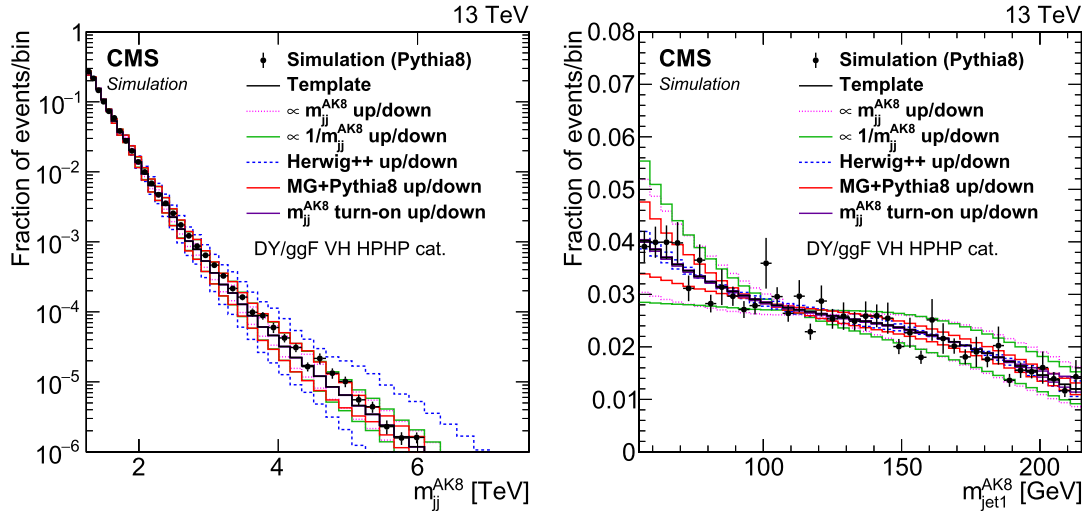 13 TeV
CMS
Simulation
Simulation (Pythia8)
Template
∝ m_jj^AK8 up/down
∝ 1/m_jj^AK8 up/down
Herwig++ up/down
MG+Pythia8 up/down
m_jj^AK8 turn-on up/down
DY/ggF VH HPHP cat.
Fraction of events/bin
1
10^−1
10^−2
10^−3
10^−4
10^−5
10^−6
2 4 6
m_jj^AK8 [TeV]
13 TeV
CMS
Simulation
Simulation (Pythia8)
Template
∝ m_jj^AK8 up/down
∝ 1/m_jj^AK8 up/down
Herwig++ up/down
MG+Pythia8 up/down
m_jj^AK8 turn-on up/down
DY/ggF VH HPHP cat.
Fraction of events/bin
0.08
0.07
0.06
0.05
0.04
0.03
0.02
0.01
0
100 150 200
m_jet1^AK8 [GeV]